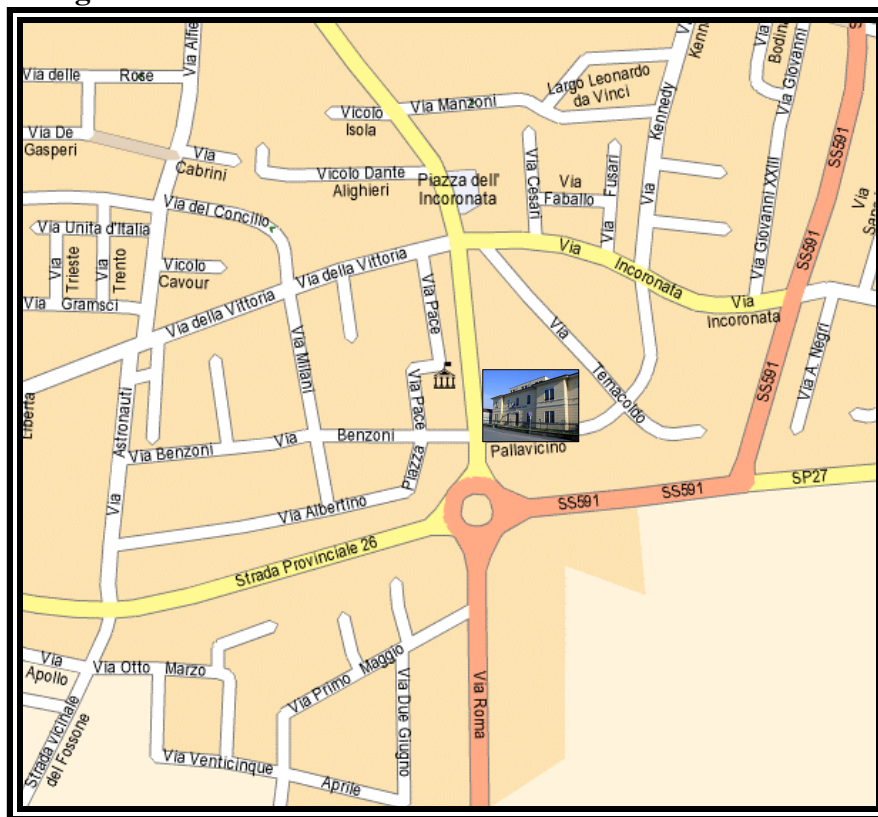 Via Alfie
Kenn
Bodina
Via
Via Giovanni
Via delle Rose
Largo Leonardo
da Vinci
Via Manzoni
Vicolo
Isola
Kennedy
Via
Via De
Gasperi
Via
Cabrini
SS591
Vicolo Dante
Alighieri
Piazza dell'
Incoronata
Via Cesari
Via
Faballo
Via Fusari
Via Giovanni XXIII
Via
Via del Concilio
Via Unita d'Italia
Via
Trieste
Via
Trento
Vicolo
Cavour
Via Incoronata
SS591
Via della Vittoria
Via Gramsci
Via della Vittoria
Via
Incoronata
Via Pace
Via Milani
Via Temacoldo
Via A. Negri
SS591
Liberta
Via Astronauti
Via Pace
Via Benzoni
Via Benzoni
Pallavicino
Piazza
SP27
SS591
SS591
Via Albertino
Strada Provinciale 26
Via
Apollo
Via Otto Marzo
Via Primo Maggio
Via Due Giugno
Via Roma
Strada vicinale
del Fossone
Via Venticinque
Aprile